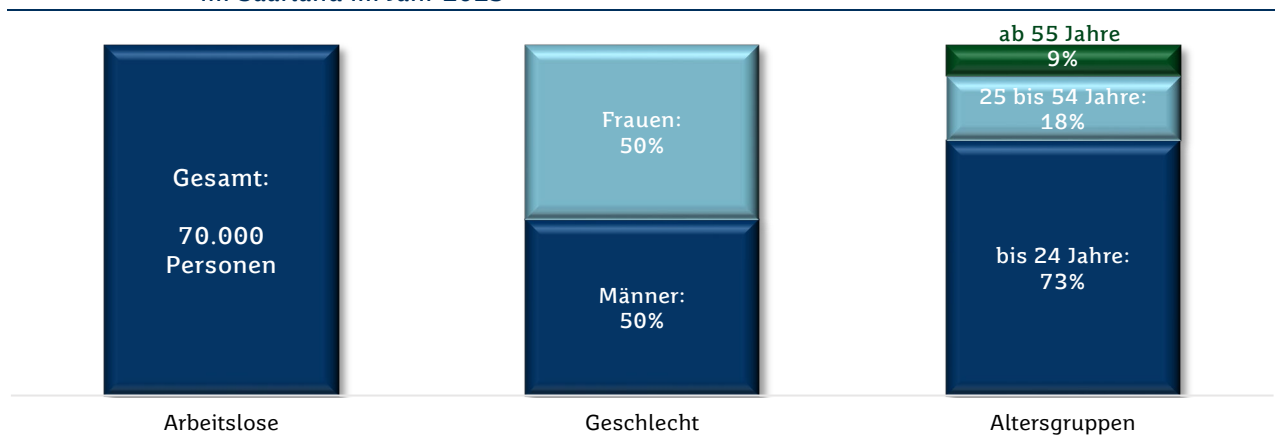 ab 55 Jahre
9%
25 bis 54 Jahre:
18%
Frauen:
50%
Gesamt:
70.000
Personen
bis 24 Jahre:
73%
Männer:
50%
Arbeitslose
Geschlecht
Altersgruppen